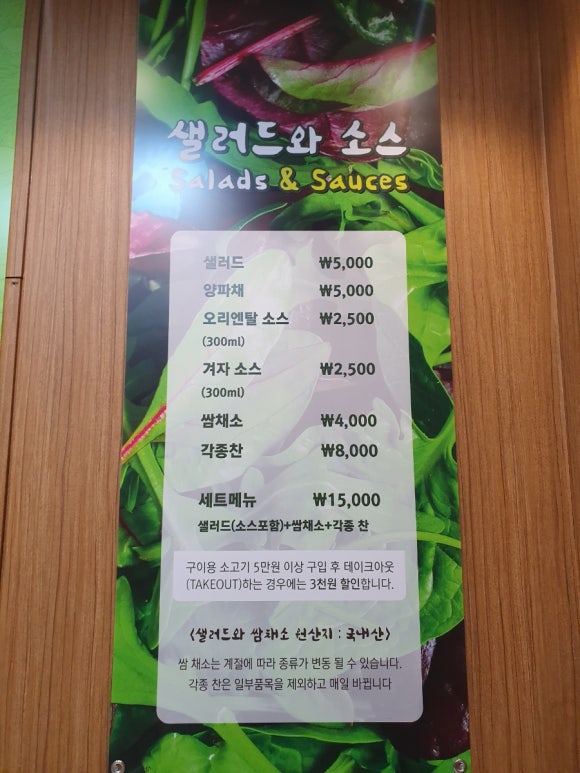 샐러드와 소스
Salads & Sauces
샐러드 ₩5,000
양파채 ₩5,000
오리엔탈 소스 ₩2,500
(300ml)
겨자 소스 ₩2,500
(300ml)
쌈채소 ₩4,000
각종찬 ₩8,000
세트메뉴 ₩15,000
샐러드(소스포함)+쌈채소+각종 찬
구이용 소고기 5만원 이상 구입 후 테이크아웃
(TAKEOUT)하는 경우에는 3천원 할인합니다.
<샐러드와 쌈채소 원산지 : 국내산>
쌈 채소는 계절에 따라 종류가 변동 될 수 있습니다.
각종 찬은 일부품목을 제외하고 매일 바뀝니다